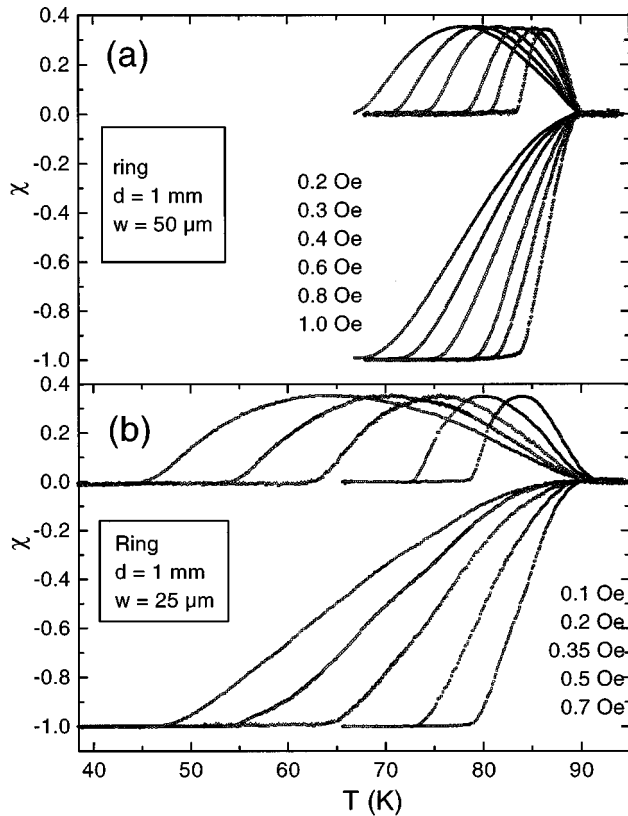 0.4
(a)
0.2
0.0
-0.2
ring
d = 1 mm
w = 50 µm
0.2 Oe
0.3 Oe
0.4 Oe
0.6 Oe
0.8 Oe
1.0 Oe
χ
-0.4
-0.6
-0.8
-1.0
0.4
(b)
0.2
0.0
χ
-0.2
Ring
d = 1 mm
w = 25 µm
-0.4
-0.6
-0.8
-1.0
0.1 Oe
0.2 Oe
0.35 Oe
0.5 Oe
0.7 Oe
40 50 60 70 80 90
T (K)